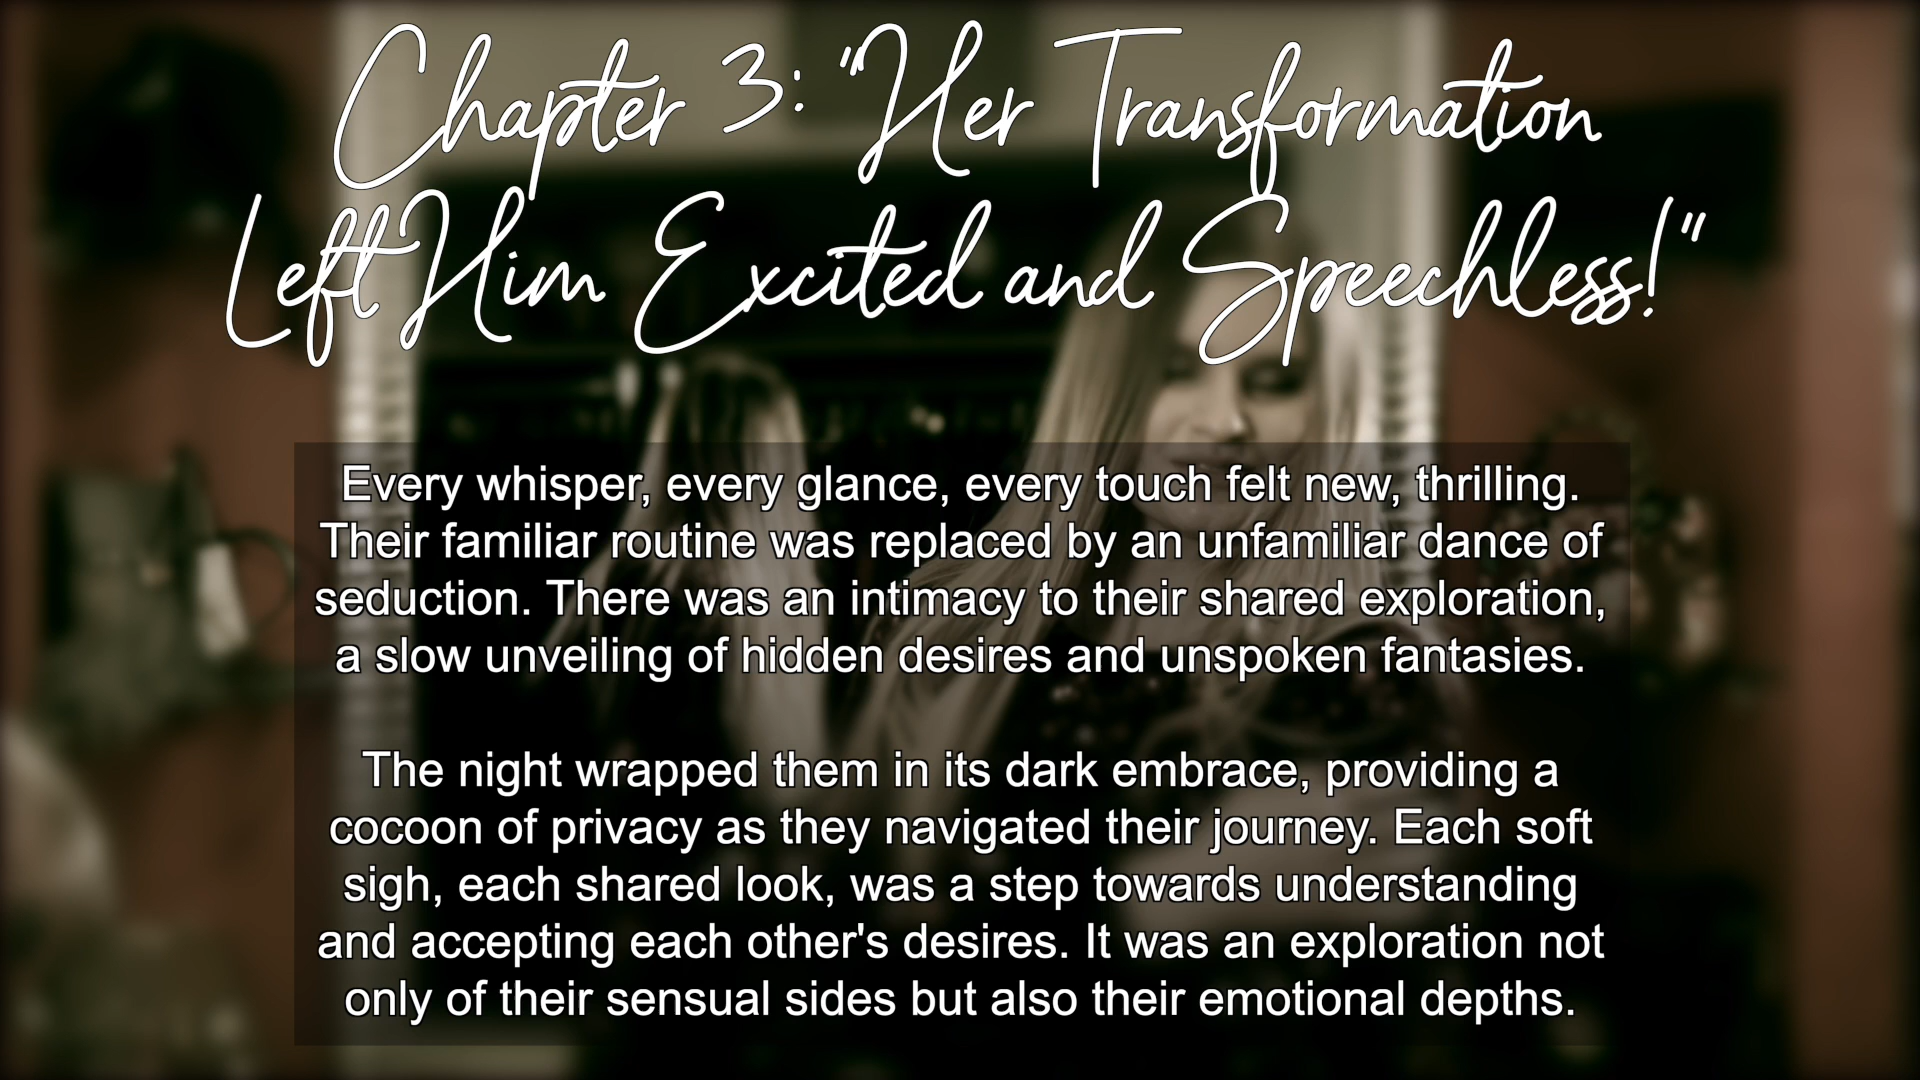 Chapter 3: "Her Transformation
Left Him Excited and Speechless!"
Every whisper, every glance, every touch felt new, thrilling.
Their familiar routine was replaced by an unfamiliar dance of
seduction. There was an intimacy to their shared exploration,
a slow unveiling of hidden desires and unspoken fantasies.
The night wrapped them in its dark embrace, providing a
cocoon of privacy as they navigated their journey. Each soft
sigh, each shared look, was a step towards understanding
and accepting each other's desires. It was an exploration not
only of their sensual sides but also their emotional depths.